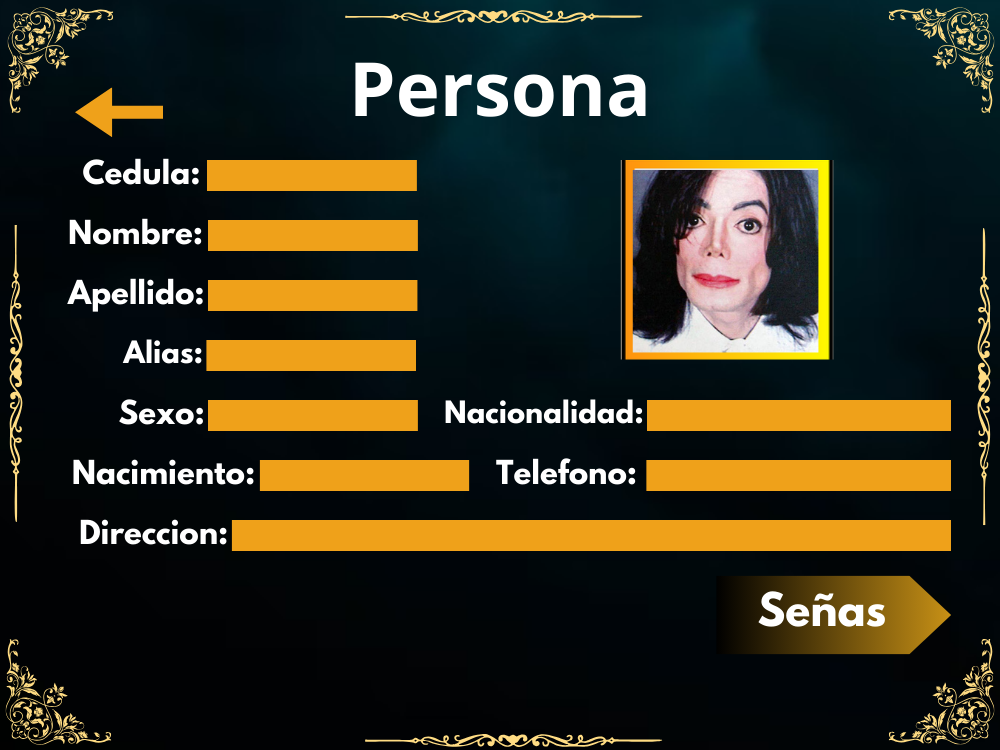 Persona
Cedula:
Nombre:
Apellido:
Alias:
Sexo: Nacionalidad:
Nacimiento: Telefono:
Direccion:
Señas